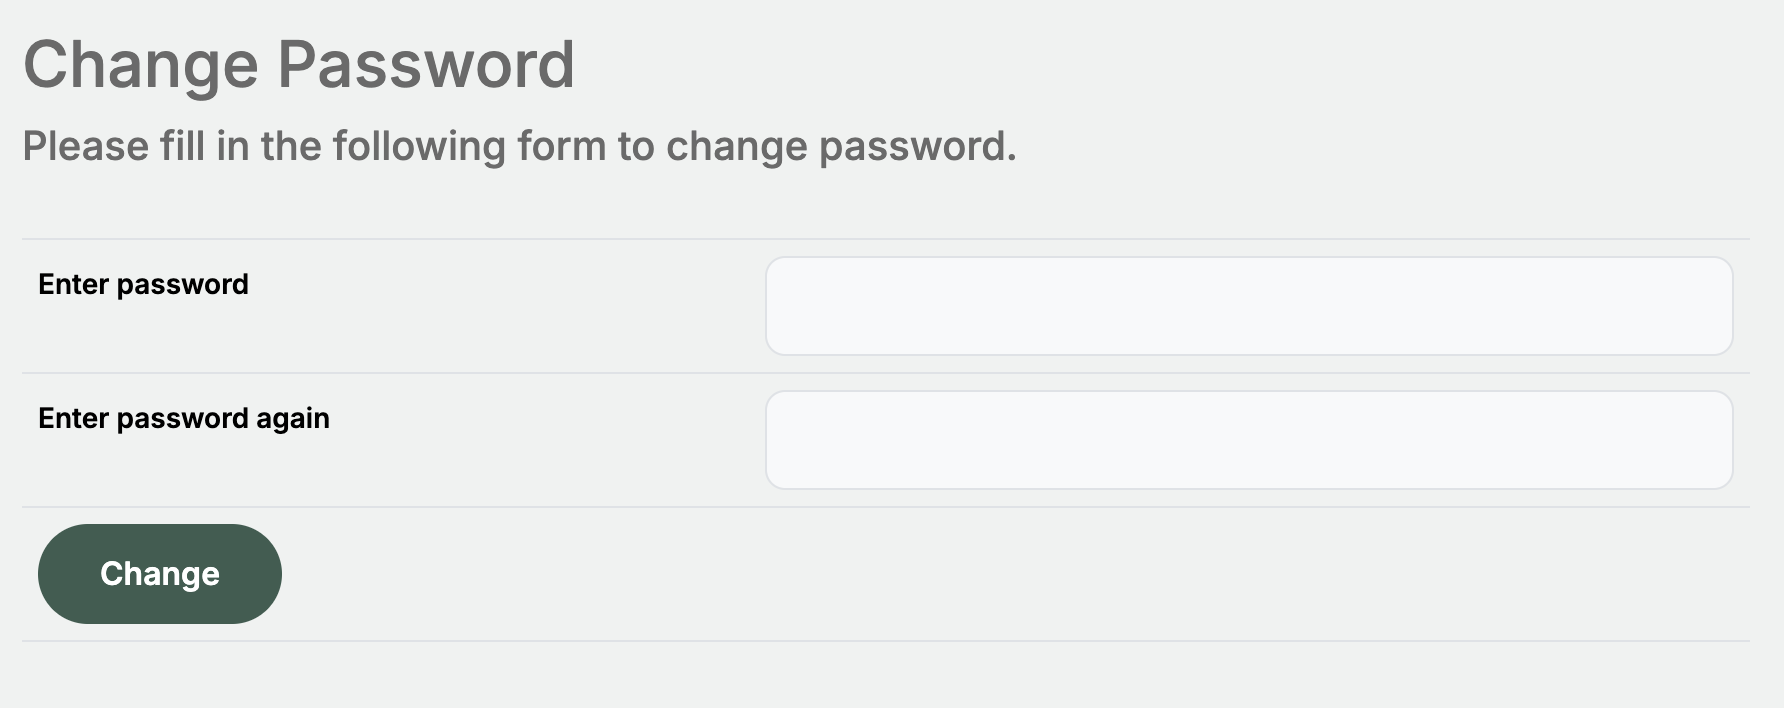 Change Password
Please fill in the following form to change password.
Enter password
Enter password again
Change